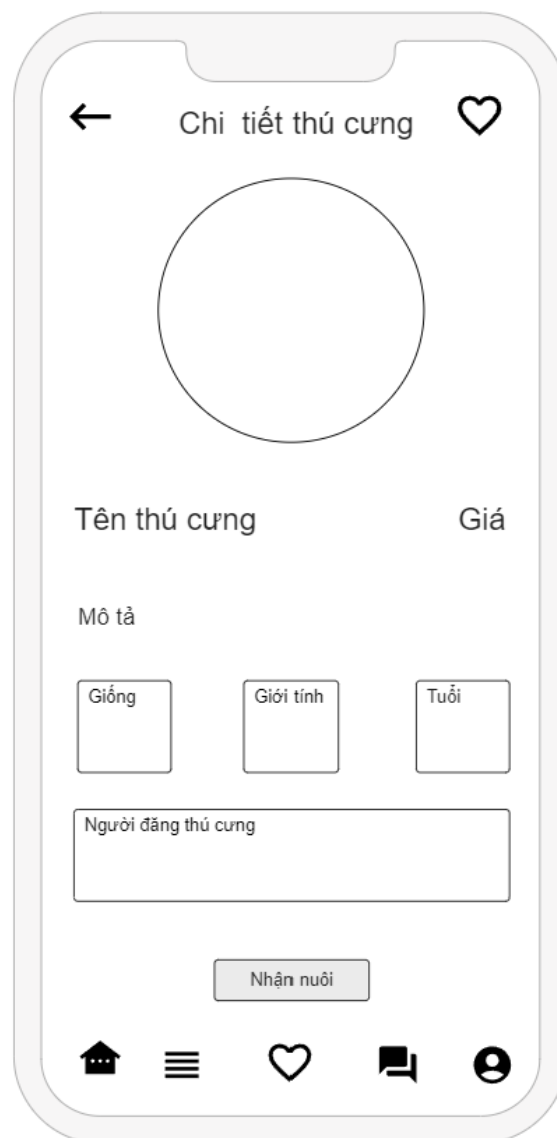 Chi tiết thú cưng
Tên thú cưng Giá
Mô tả
Giống Giới tính Tuổi
Người đăng thú cưng
Nhận nuôi